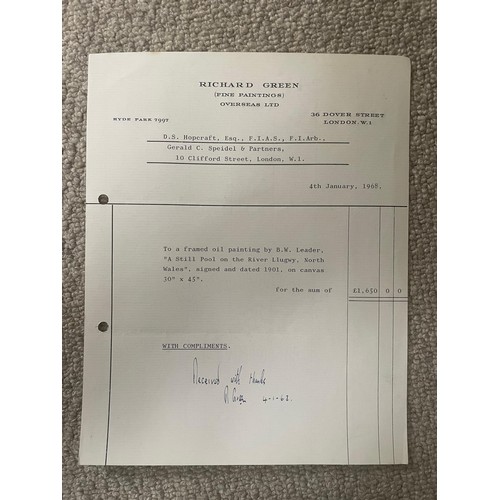 RICHARD GREEN
(FINE PAINTINGS)
OVERSEAS LTD
HYDE PARK 7997
36 DOVER STREET
LONDON.W.1
D.S. Hopcraft, Esq., F.I.A.S., F.I.Arb.,
Gerald C. Speidel & Partners,
10 Clifford Street, London, W.1.
4th January, 1968.
To a framed oil painting by B.W. Leader,
"A Still Pool on the River Llugwy, North
Wales", signed and dated 1901, on canvas
30" x 45".
for the sum of £1,650 0 0
WITH COMPLIMENTS.
Received with thanks
R Green 4-1-68.